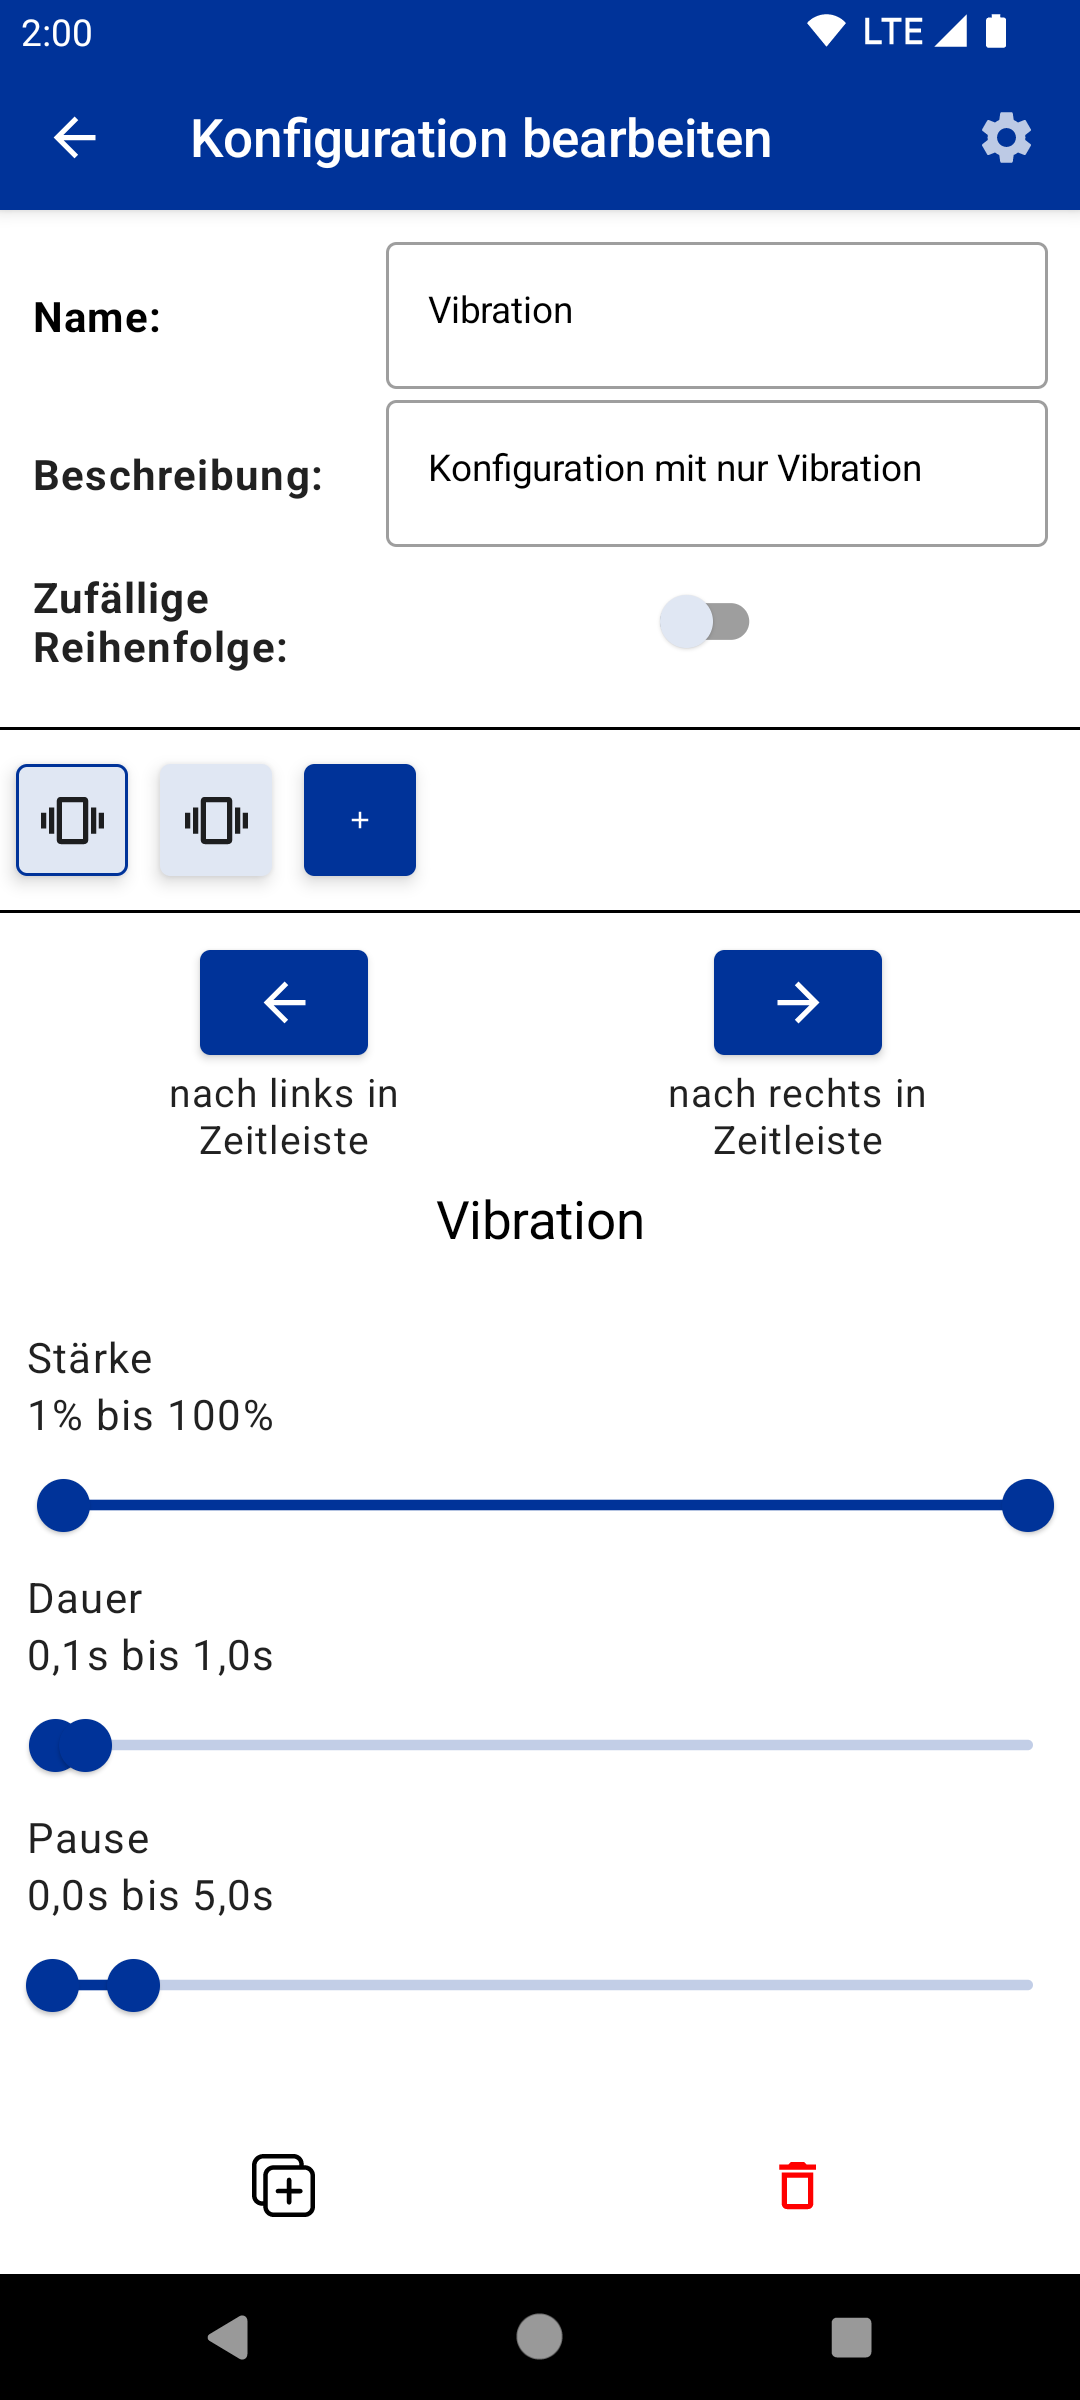 2:00
LTE
Konfiguration bearbeiten
Name:
Vibration
Beschreibung:
Konfiguration mit nur Vibration
Zufällige
Reihenfolge:
+
nach links in
Zeitleiste
nach rechts in
Zeitleiste
Vibration
Stärke
1% bis 100%
Dauer
0,1s bis 1,0s
Pause
0,0s bis 5,0s